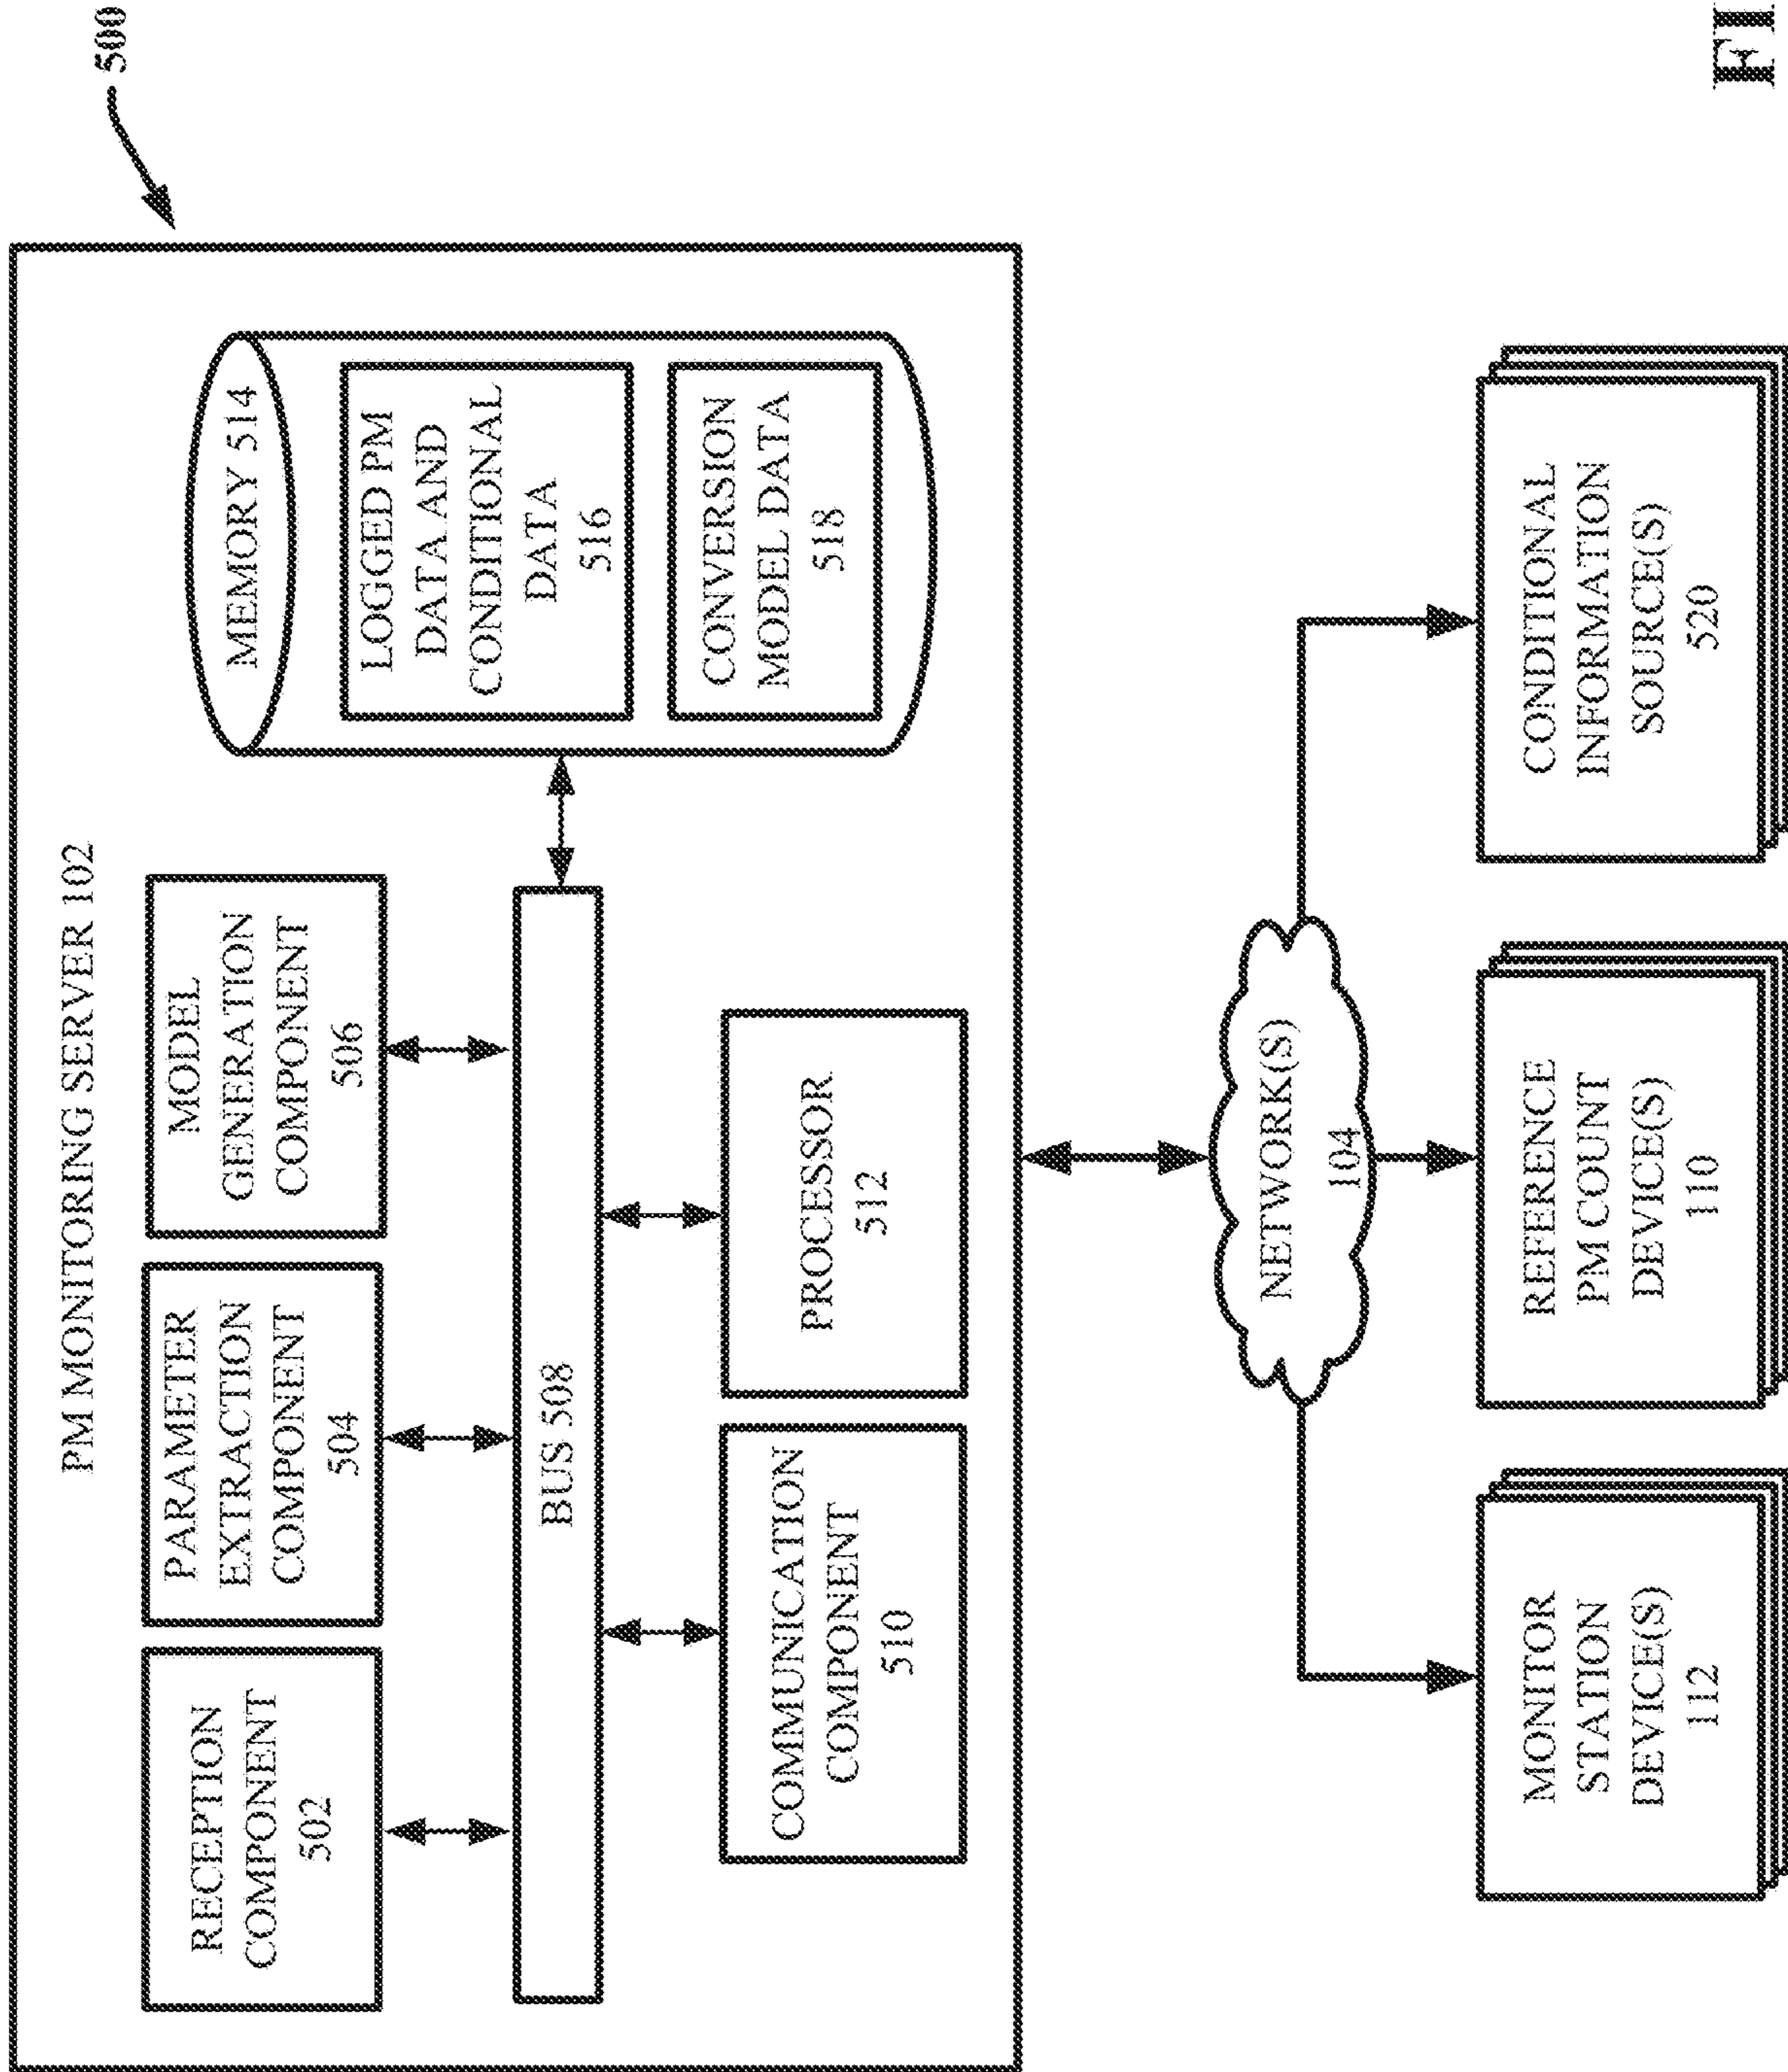 500
PM MONITORING SERVER 102
RECEPTION
COMPONENT
502
PARAMETER
EXTRACTION
COMPONENT
504
MODEL
GENERATION
COMPONENT
506
MEMORY 514
LOGGED PM
DATA AND
CONDITIONAL
DATA
516
CONVERSION
MODEL DATA
518
BUS 508
COMMUNICATION
COMPONENT
510
PROCESSOR
512
NETWORK(S)
104
MONITOR
STATION
DEVICE(S)
112
REFERENCE
PM COUNT
DEVICE(S)
110
CONDITIONAL
INFORMATION
SOURCE(S)
520